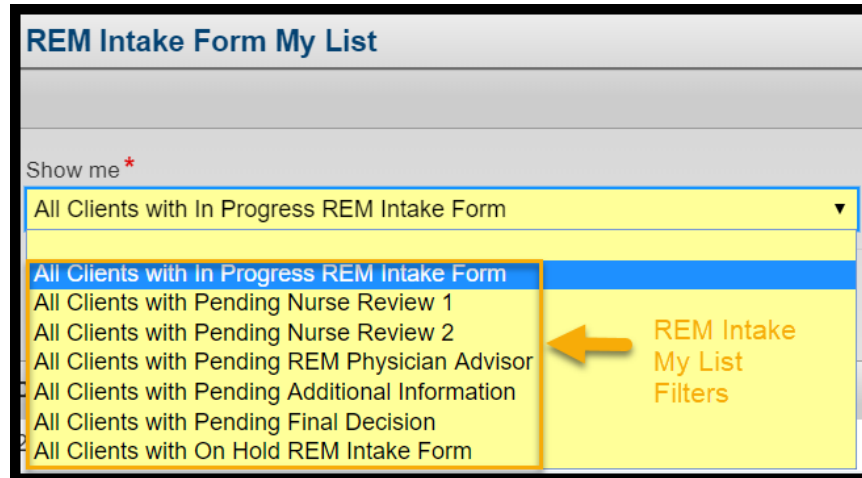 REM Intake Form My List
Show me*
All Clients with In Progress REM Intake Form
All Clients with In Progress REM Intake Form
All Clients with Pending Nurse Review 1
All Clients with Pending Nurse Review 2
All Clients with Pending REM Physician Advisor
All Clients with Pending Additional Information
All Clients with Pending Final Decision
All Clients with On Hold REM Intake Form
REM Intake
My List
Filters